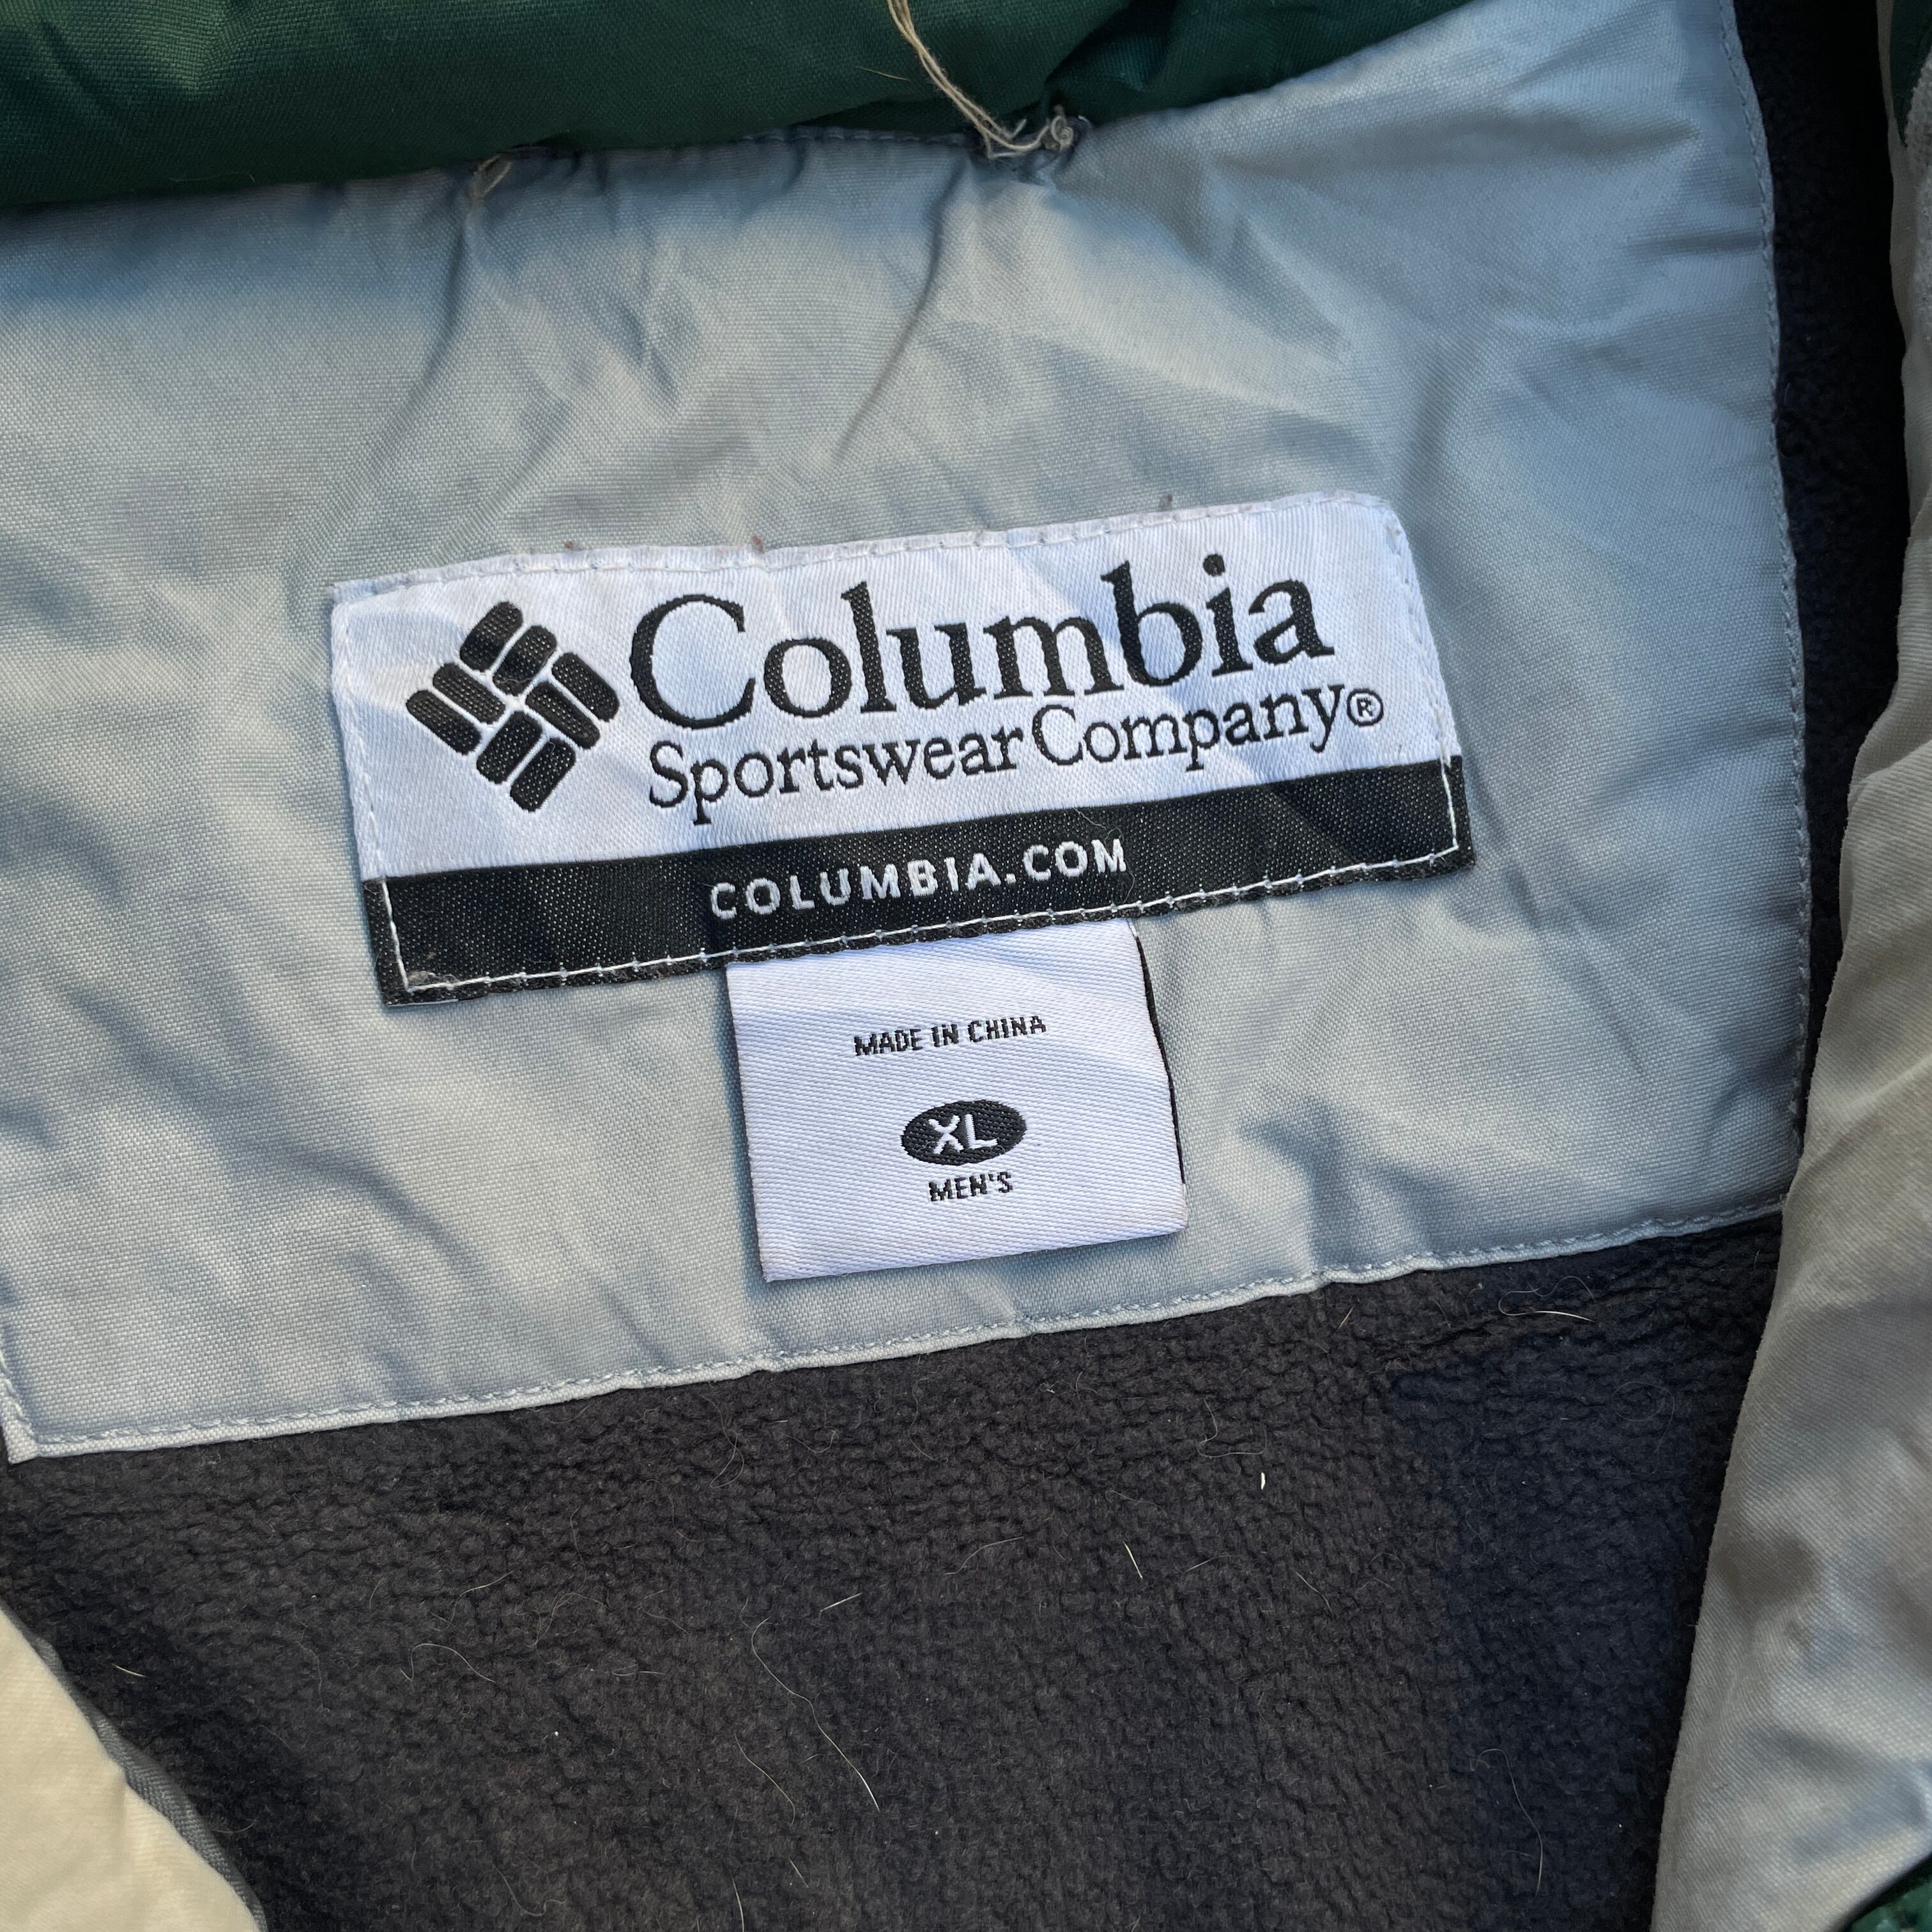 Columbia
Sportswear Company®
COLUMBIA.COM
MADE IN CHINA
XL
MEN'S